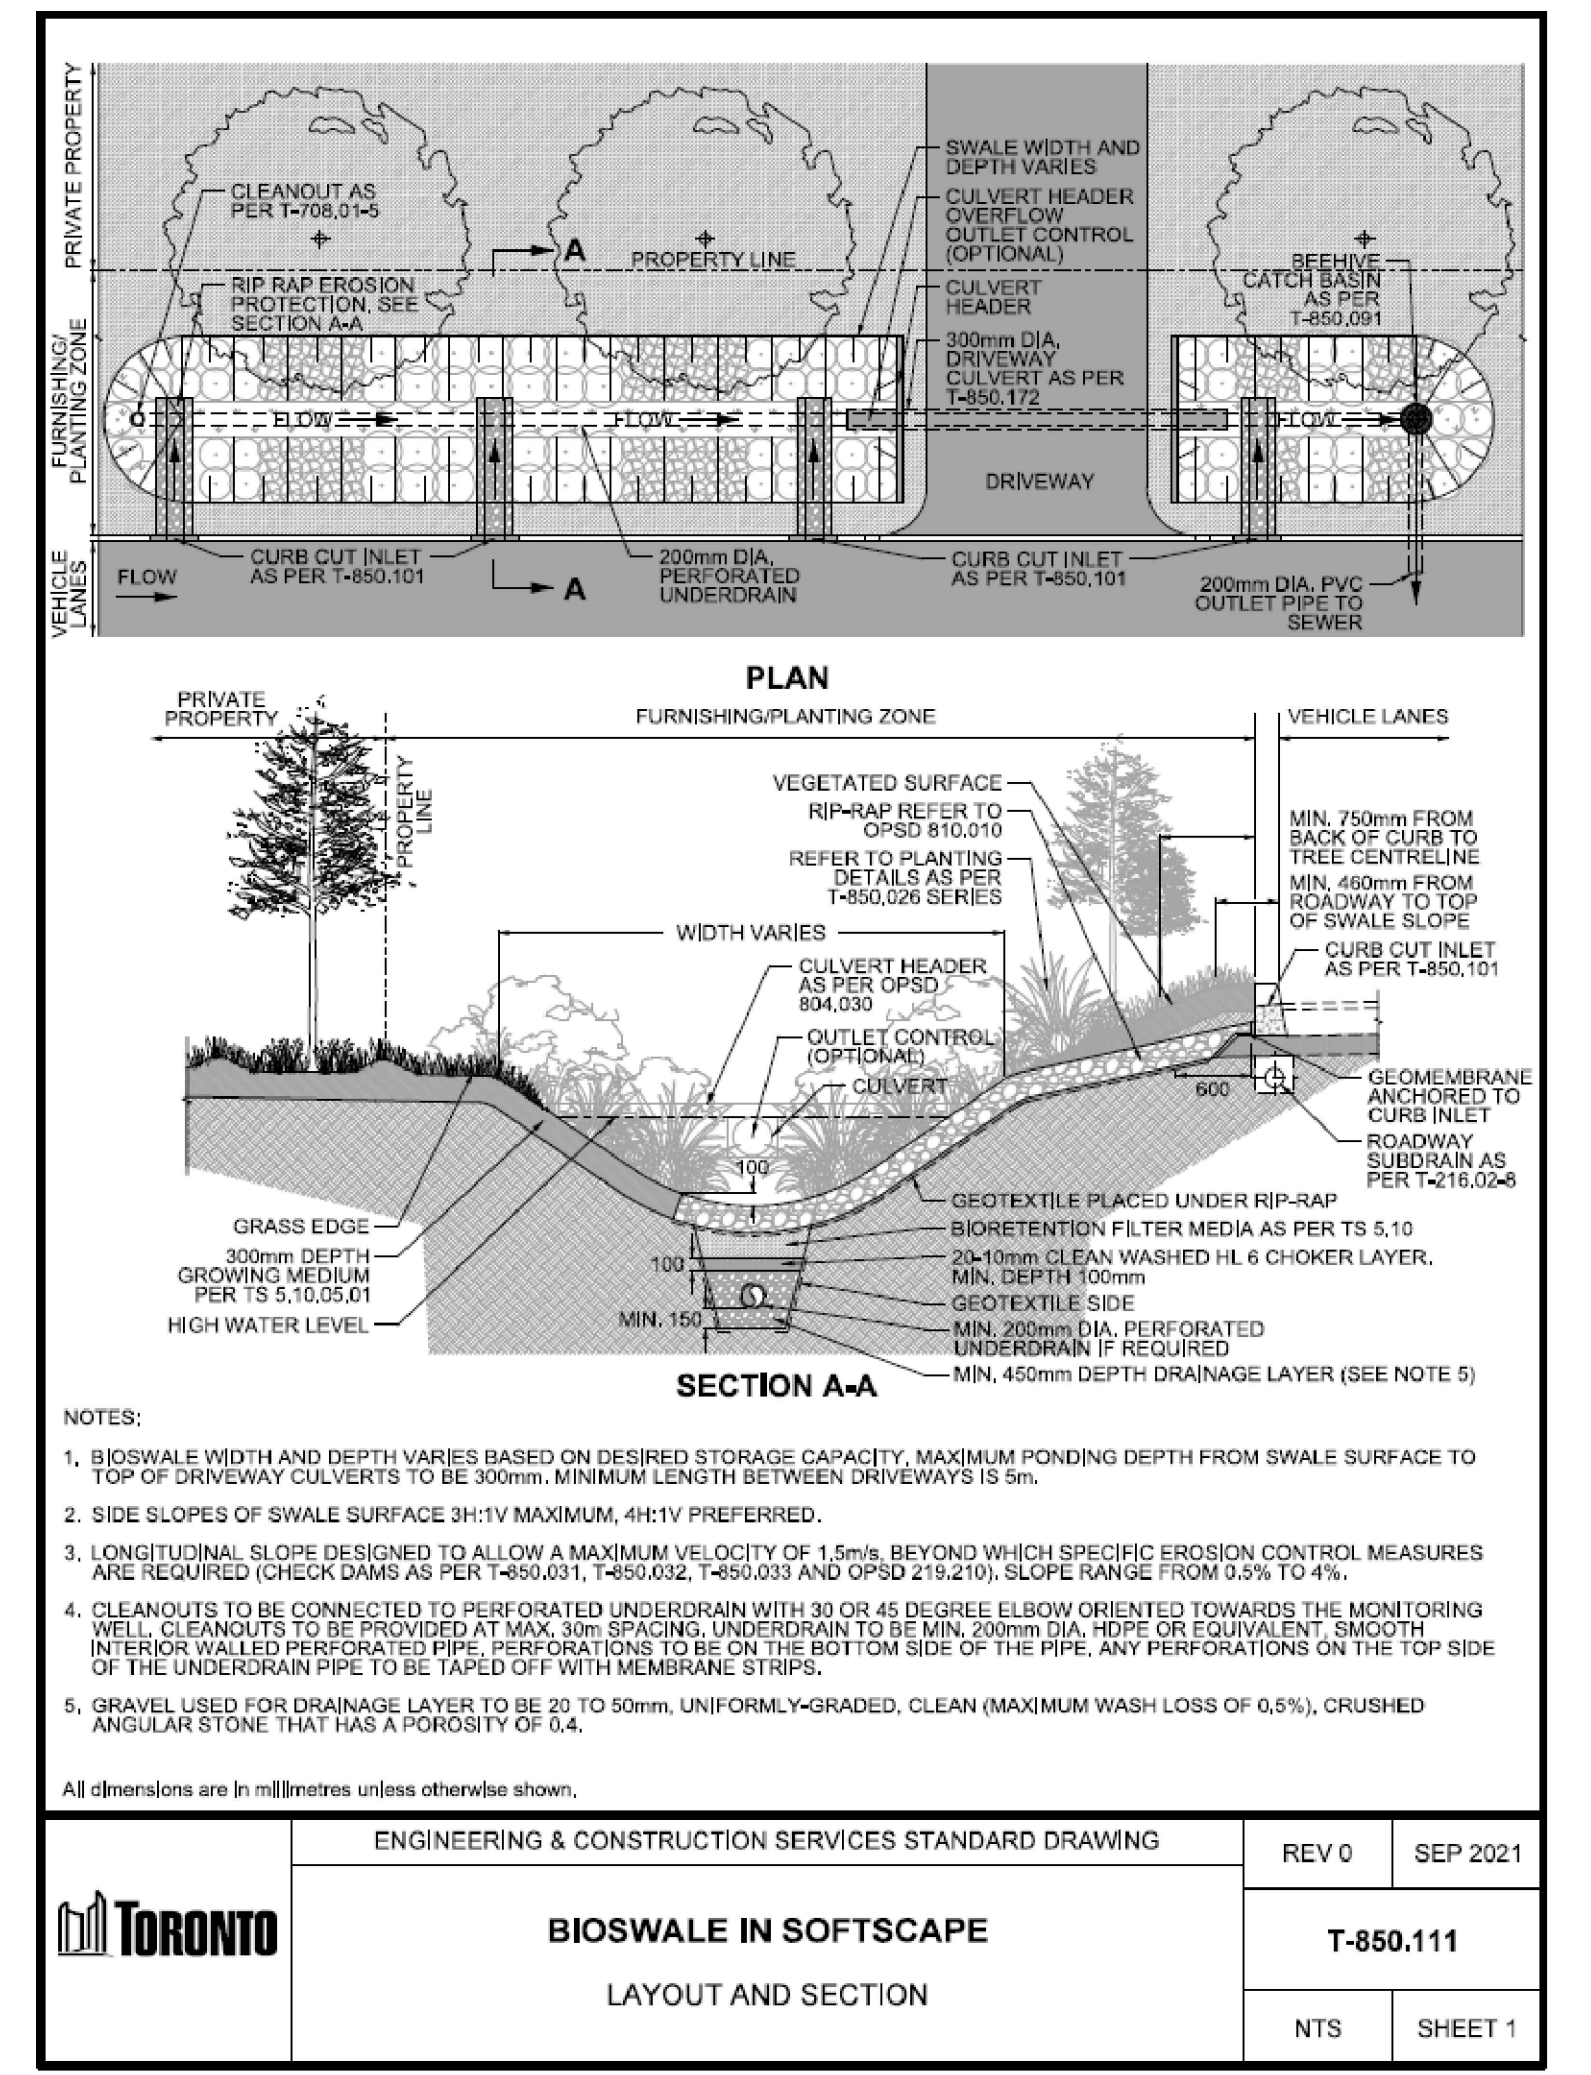 PRIVATE PROPERTY
FURNISHING/
PLANTING ZONE
VEHICLE
LANES
CLEANOUT AS
PER T-708.01-5
RIP RAP EROSION
PROTECTION, SEE
SECTION A-A
A
PROPERTY LINE
SWALE WIDTH AND
DEPTH VARIES
CULVERT HEADER
OVERFLOW
OUTLET CONTROL
(OPTIONAL)
CULVERT
HEADER
300mm DIA.
DRIVEWAY
CULVERT AS PER
T-850.172
BEEHIVE
CATCH BASIN
AS PER
T-850.091
FLOW
FLOW
FLOW
DRIVEWAY
FLOW
CURB CUT INLET
AS PER T-850.101
A
200mm DIA.
PERFORATED
UNDERDRAIN
CURB CUT INLET
AS PER T-850.101
200mm DIA. PVC
OUTLET PIPE TO
SEWER
PLAN
PRIVATE
PROPERTY
FURNISHING/PLANTING ZONE
VEHICLE LANES
PROPERTY
LINE
VEGETATED SURFACE
RIP-RAP REFER TO
OPSD 810.010
REFER TO PLANTING
DETAILS AS PER
T-850.026 SERIES
MIN. 750mm FROM
BACK OF CURB TO
TREE CENTRELINE
MIN. 460mm FROM
ROADWAY TO TOP
OF SWALE SLOPE
WIDTH VARIES
CURB CUT INLET
AS PER T-850.101
CULVERT HEADER
AS PER OPSD
804.030
OUTLET CONTROL
(OPTIONAL)
CULVERT
600
GEOMEMBRANE
ANCHORED TO
CURB INLET
ROADWAY
SUBDRAIN AS
PER T-216.02-8
100
GEOTEXTILE PLACED UNDER RIP-RAP
GRASS EDGE
BIORETENTION FILTER MEDIA AS PER TS 5.10
300mm DEPTH
GROWING MEDIUM
PER TS 5.10.05.01
100
20-10mm CLEAN WASHED HL 6 CHOKER LAYER.
MIN. DEPTH 100mm
GEOTEXTILE SIDE
HIGH WATER LEVEL
MIN. 150
MIN. 200mm DIA. PERFORATED
UNDERDRAIN IF REQUIRED
MIN. 450mm DEPTH DRAINAGE LAYER (SEE NOTE 5)
SECTION A-A
NOTES:
1. BIOSWALE WIDTH AND DEPTH VARIES BASED ON DESIRED STORAGE CAPACITY, MAXIMUM PONDING DEPTH FROM SWALE SURFACE TO
TOP OF DRIVEWAY CULVERTS TO BE 300mm. MINIMUM LENGTH BETWEEN DRIVEWAYS IS 5m.
2. SIDE SLOPES OF SWALE SURFACE 3H:1V MAXIMUM, 4H:1V PREFERRED.
3. LONGITUDINAL SLOPE DESIGNED TO ALLOW A MAXIMUM VELOCITY OF 1.5m/s, BEYOND WHICH SPECIFIC EROSION CONTROL MEASURES
ARE REQUIRED (CHECK DAMS AS PER T-850.031, T-850.032, T-850.033 AND OPSD 219.210). SLOPE RANGE FROM 0.5% TO 4%.
4. CLEANOUTS TO BE CONNECTED TO PERFORATED UNDERDRAIN WITH 30 OR 45 DEGREE ELBOW ORIENTED TOWARDS THE MONITORING
WELL. CLEANOUTS TO BE PROVIDED AT MAX. 30m SPACING. UNDERDRAIN TO BE MIN. 200mm DIA. HDPE OR EQUIVALENT, SMOOTH
INTERIOR WALLED PERFORATED PIPE, PERFORATIONS TO BE ON THE BOTTOM SIDE OF THE PIPE. ANY PERFORATIONS ON THE TOP SIDE
OF THE UNDERDRAIN PIPE TO BE TAPED OFF WITH MEMBRANE STRIPS.
5. GRAVEL USED FOR DRAINAGE LAYER TO BE 20 TO 50mm, UNIFORMLY-GRADED, CLEAN (MAXIMUM WASH LOSS OF 0.5%), CRUSHED
ANGULAR STONE THAT HAS A POROSITY OF 0.4.
All dimensions are in millimetres unless otherwise shown.
TORONTO
ENGINEERING & CONSTRUCTION SERVICES STANDARD DRAWING
BIOSWALE IN SOFTSCAPE
LAYOUT AND SECTION
REV 0
SEP 2021
T-850.111
NTS
SHEET 1